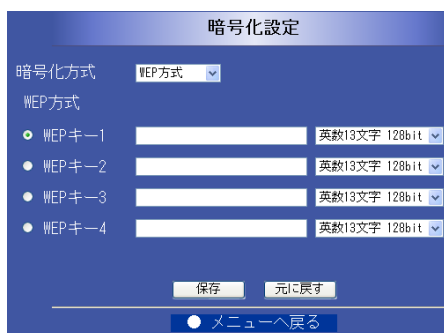 暗号化設定
暗号化方式 WEP方式
WEP方式
WEPキー1 英数13文字 128bit
WEPキー2 英数13文字 128bit
WEPキー3 英数13文字 128bit
WEPキー4 英数13文字 128bit
保存 元に戻す
メニューへ戻る